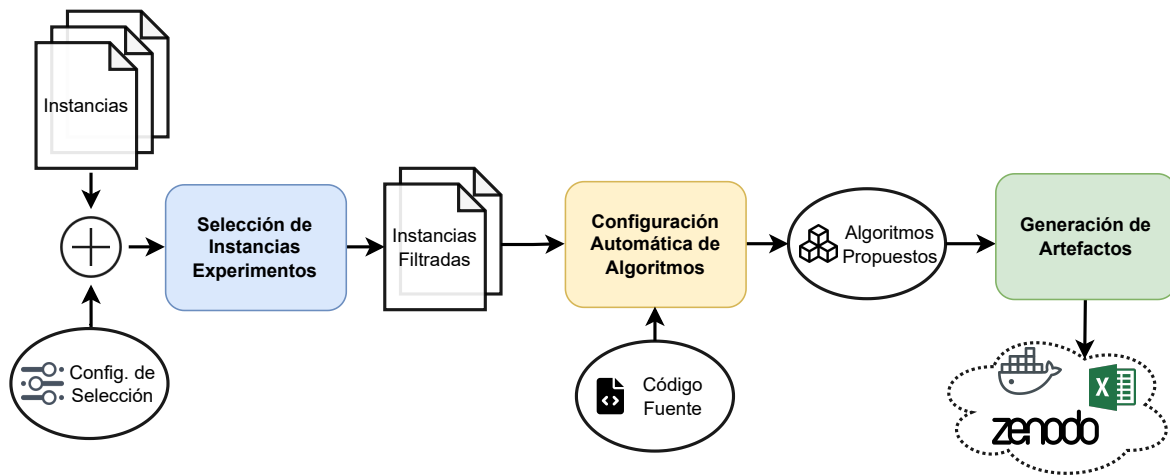 Instancias
Config. de
Selección
Selección de
Instancias
Experimentos
Instancias
Filtradas
Configuración
Automática de
Algoritmos
Código
Fuente
Algoritmos
Propuestos
Generación de
Artefactos
X
zenodo